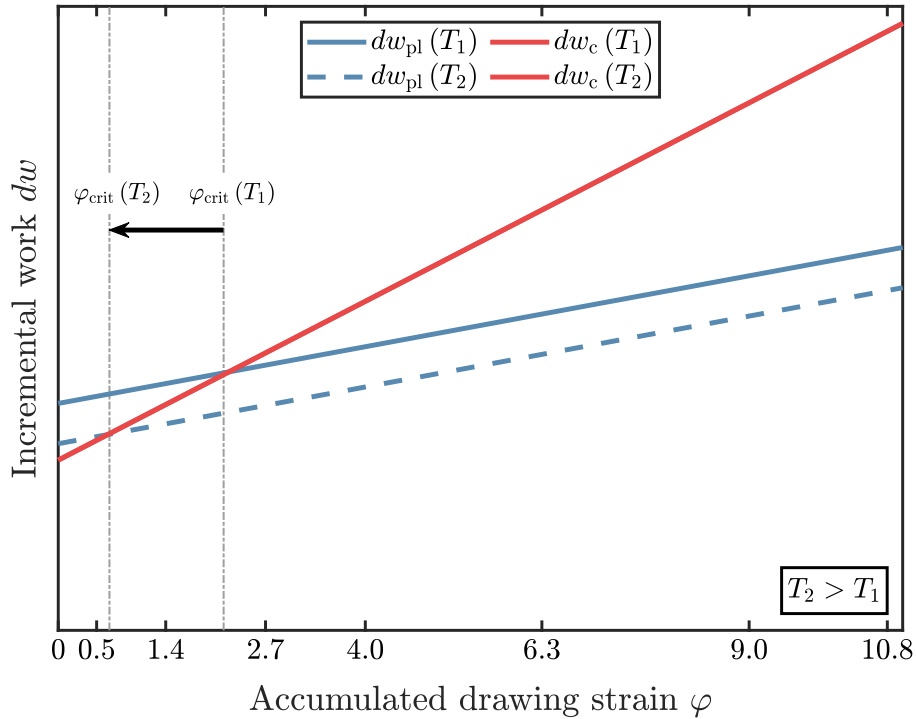 dw_pl (T_1) dw_c (T_1)
dw_pl (T_2) dw_c (T_2)
φ_crit (T_2) φ_crit (T_1)
Incremental work dw
T_2 > T_1
0 0.5 1.4 2.7 4.0 6.3 9.0 10.8
Accumulated drawing strain φ